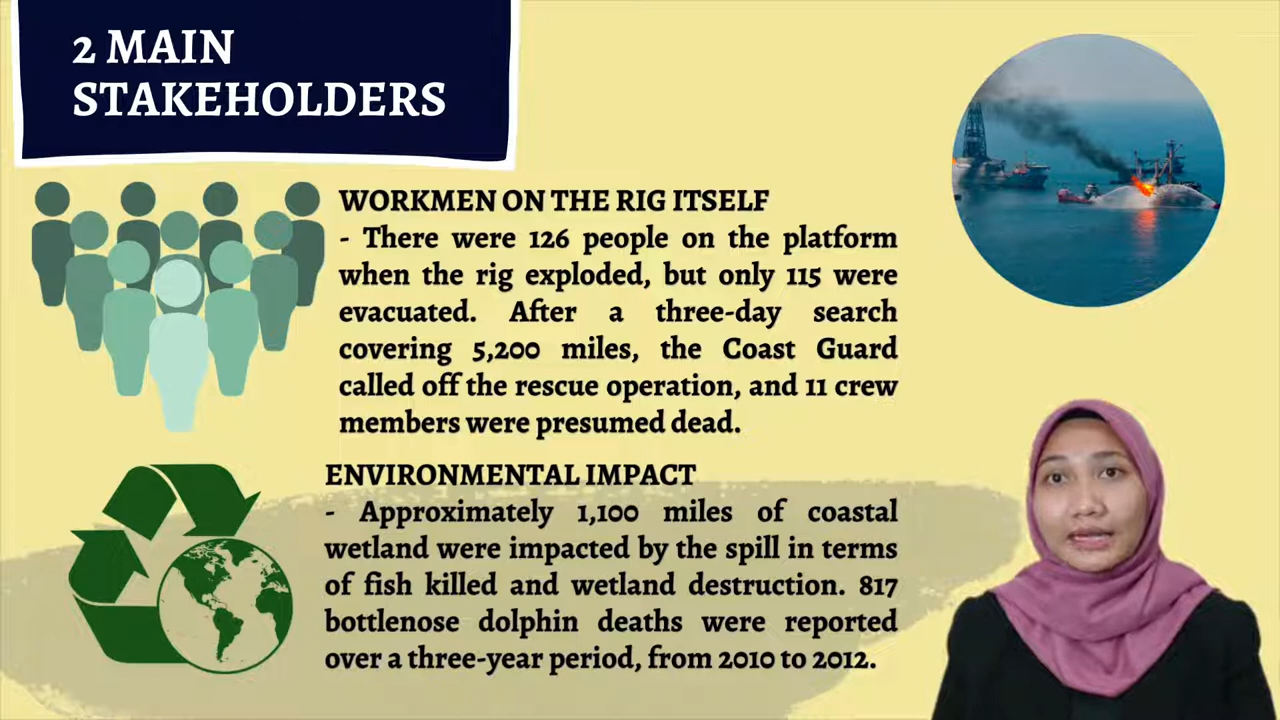 2 MAIN
STAKEHOLDERS
WORKMEN ON THE RIG ITSELF
- There were 126 people on the platform
when the rig exploded, but only 115 were
evacuated. After a three-day search
covering 5,200 miles, the Coast Guard
called off the rescue operation, and 11 crew
members were presumed dead.
ENVIRONMENTAL IMPACT
- Approximately 1,100 miles of coastal
wetland were impacted by the spill in terms
of fish killed and wetland destruction. 817
bottlenose dolphin deaths were reported
over a three-year period, from 2010 to 2012.